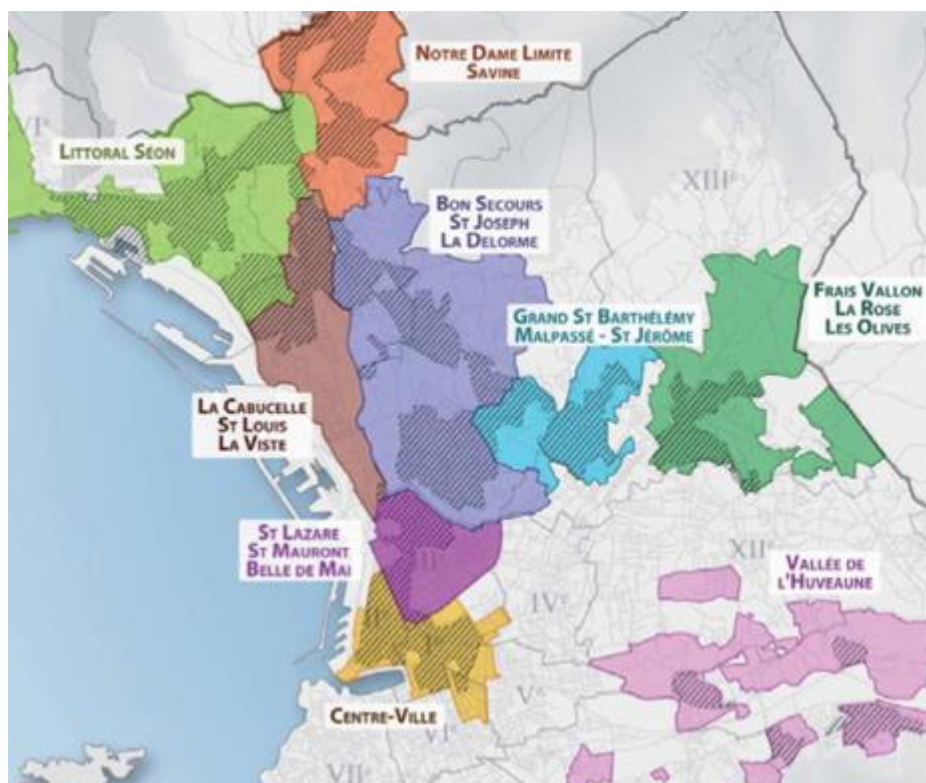 NOTRE DAME LIMITE
SAVINE
LITTORAL SÉON
XIIIe
BON SECOURS
ST JOSEPH
LA DELORME
FRAIS VALLON
LA ROSE
LES OLIVES
GRAND ST BARTHÉLÉMY
MALPASSÉ - ST JÉRÔME
LA CABUCELLE
ST LOUIS
LA VISTE
ST LAZARE
ST MAURONT
BELLE DE MAI
III
XIIe
VALLÉE DE
L'HUVEAUNE
IVe
Ve
CENTRE-VILLE
VIe
VIIe